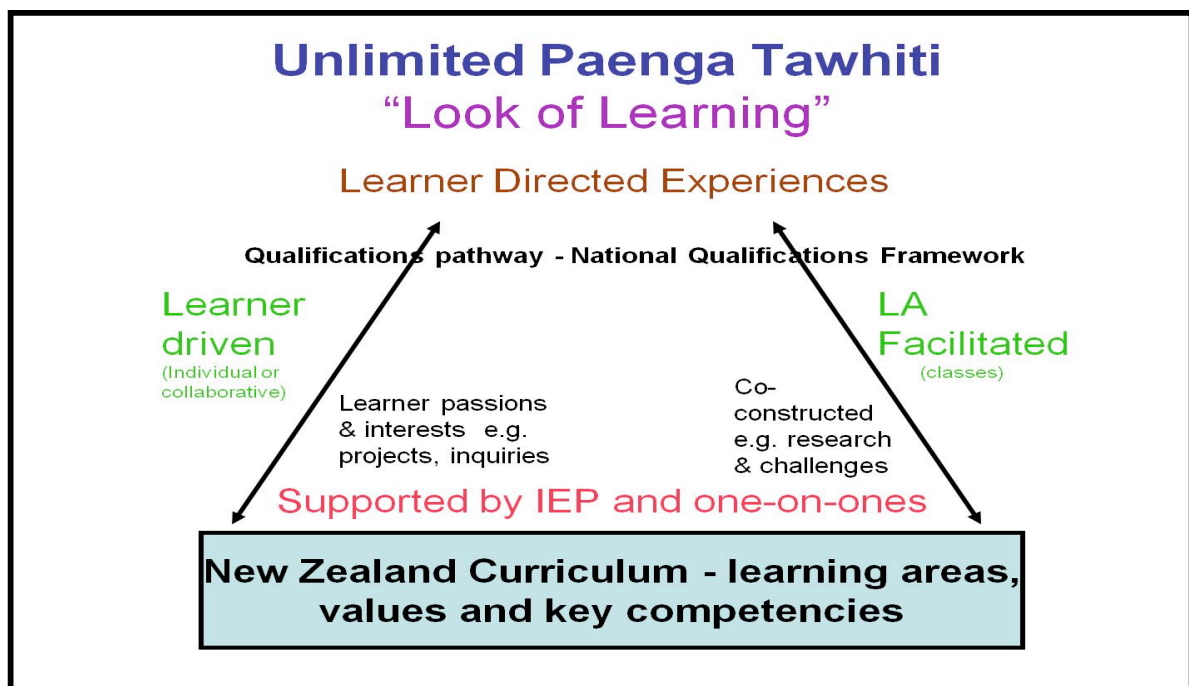 Unlimited Paenga Tawhiti
“Look of Learning”
Learner Directed Experiences
Qualifications pathway - National Qualifications Framework
Learner
driven
(Individual or
collaborative)
LA
Facilitated
(classes)
Learner passions
& interests e.g.
projects, inquiries
Co-
constructed
e.g. research
& challenges
Supported by IEP and one-on-ones
New Zealand Curriculum - learning areas,
values and key competencies